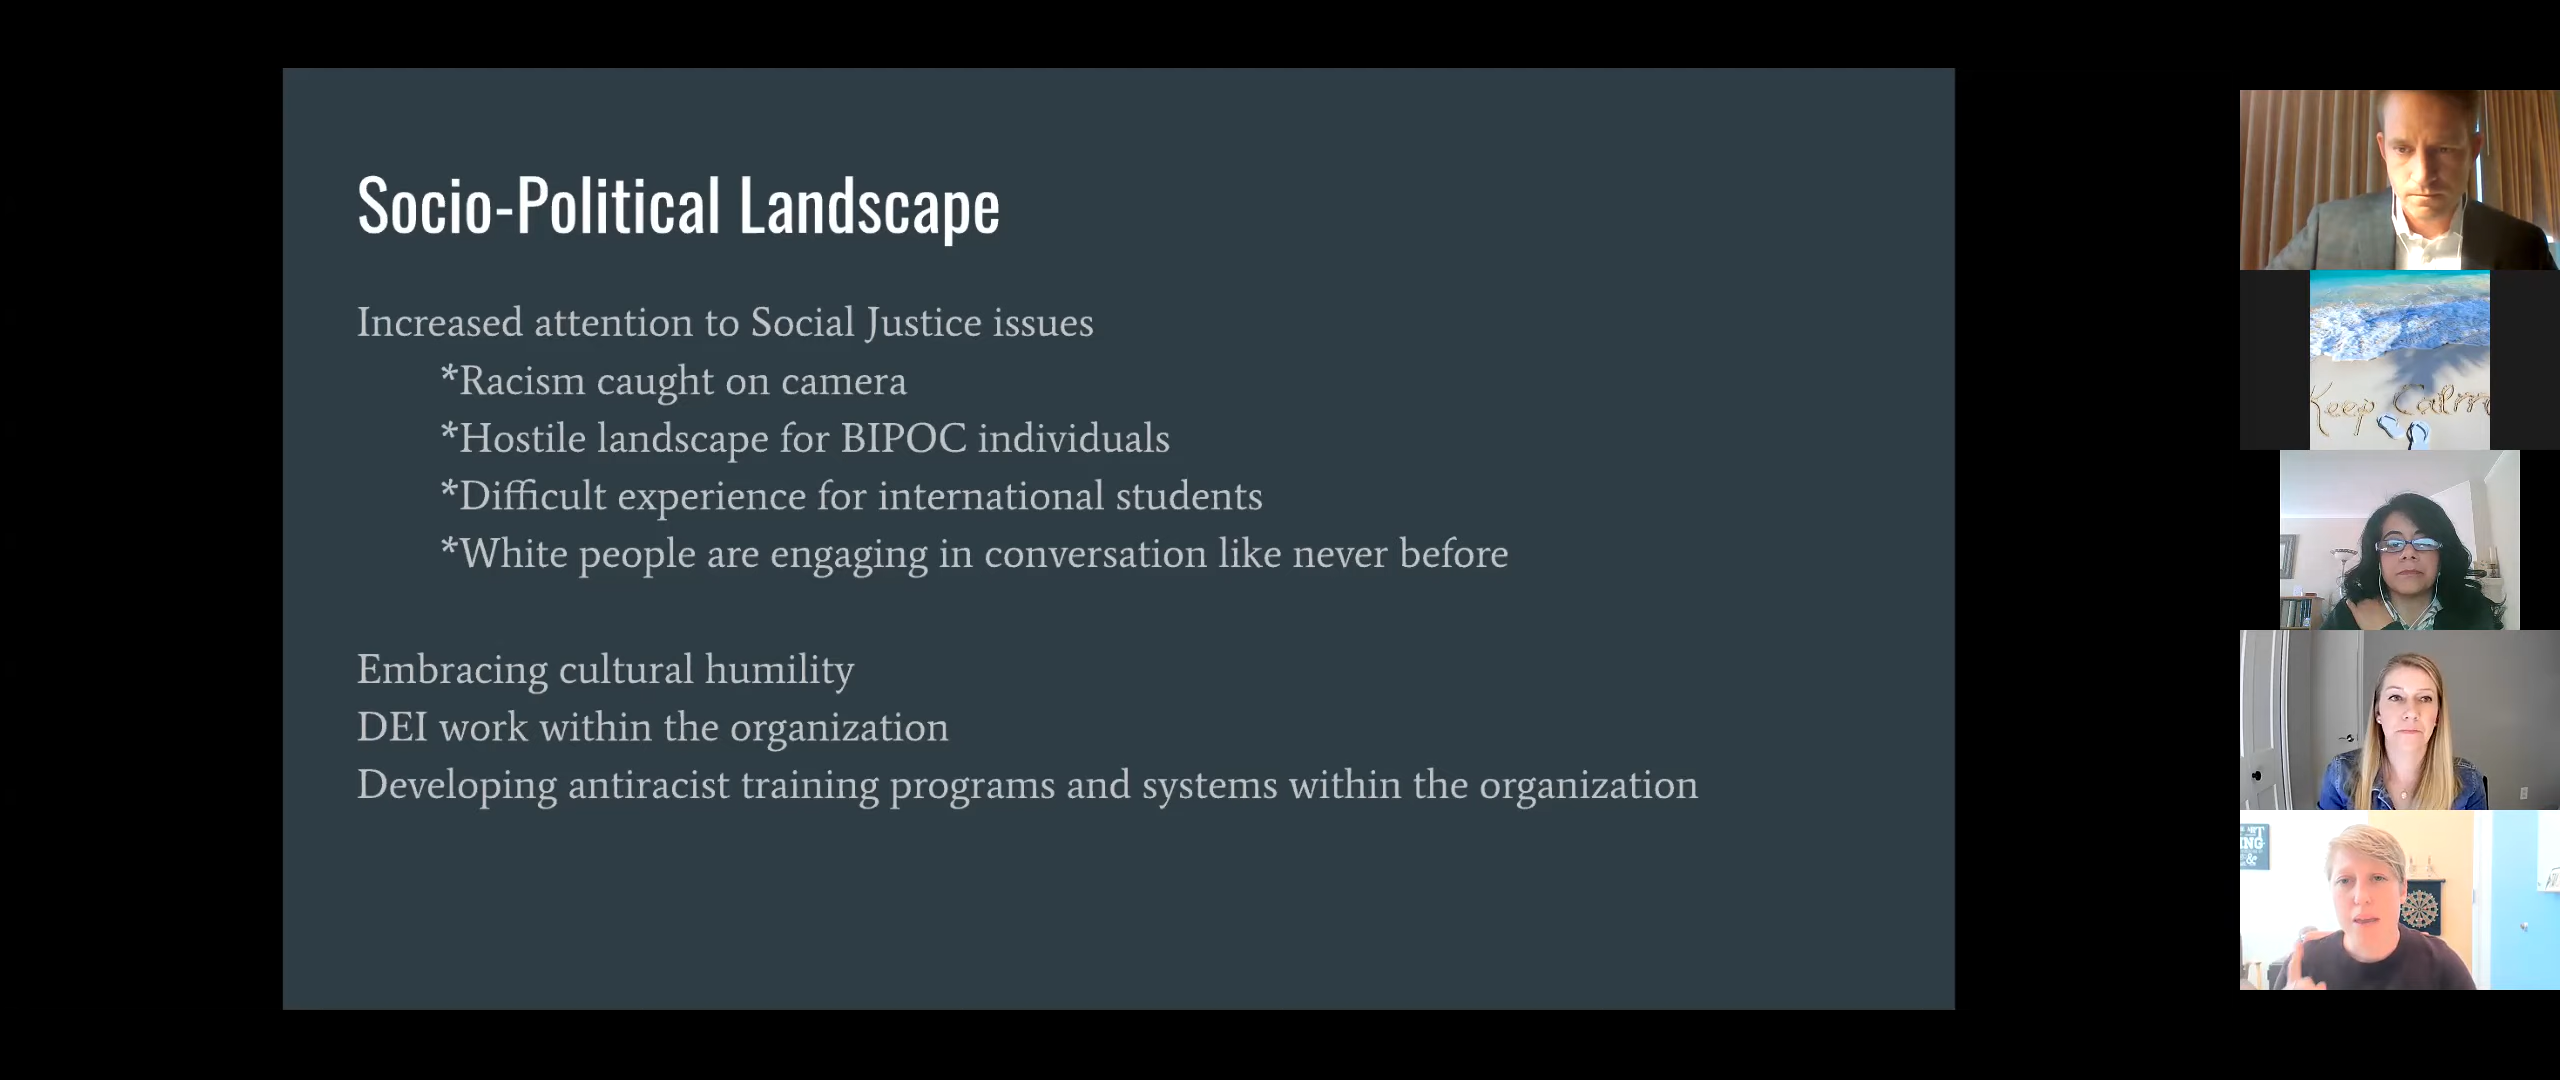 Socio-Political Landscape
Increased attention to Social Justice issues
*Racism caught on camera
*Hostile landscape for BIPOC individuals
*Difficult experience for international students
*White people are engaging in conversation like never before
Embracing cultural humility
DEI work within the organization
Developing antiracist training programs and systems within the organization
Keep Calm